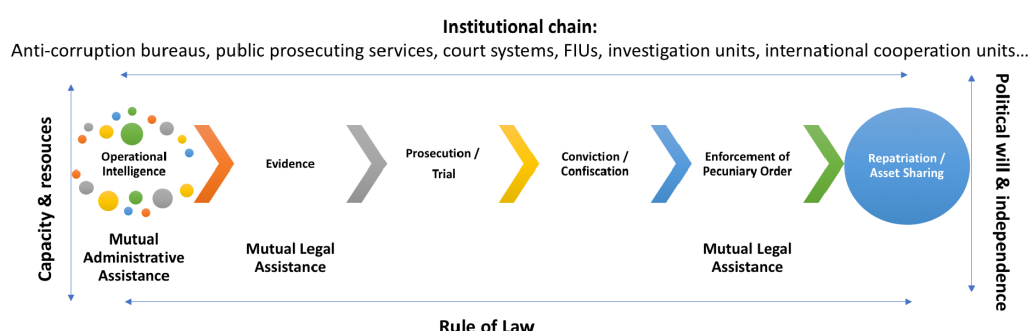 Institutional chain:
Anti-corruption bureaus, public prosecuting services, court systems, FIUs, investigation units, international cooperation units…
Capacity & resouces
Operational
Intelligence
Evidence
Prosecution /
Trial
Conviction /
Confiscation
Enforcement of
Pecuniary Order
Repatriation /
Asset Sharing
Political will & independence
Mutual
Administrative
Assistance
Mutual Legal
Assistance
Mutual Legal
Assistance
Rule of Law